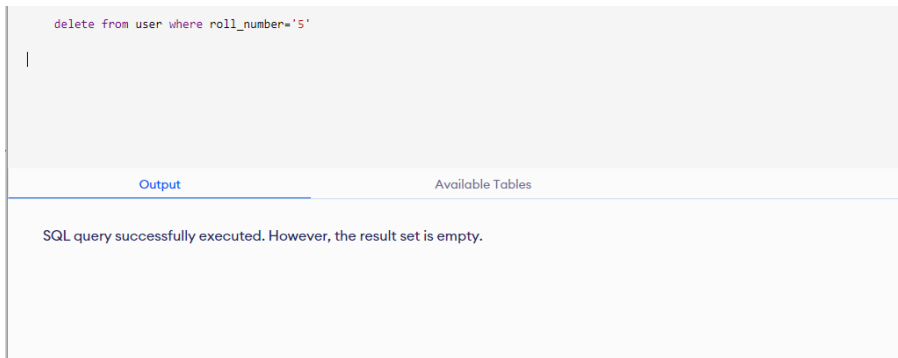 delete from user where roll_number='5'
Output
Available Tables
SQL query successfully executed. However, the result set is empty.